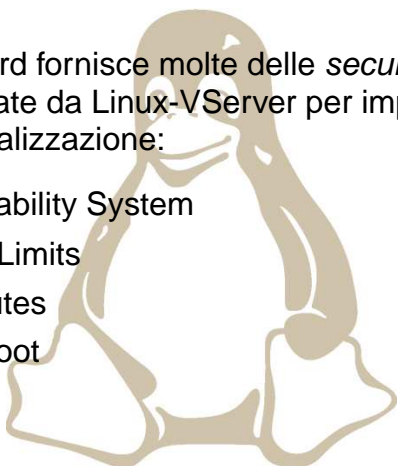 rd fornisce molte delle secur
ate da Linux-VServer per imp
alizzazione:
ability System
Limits
utes
oot